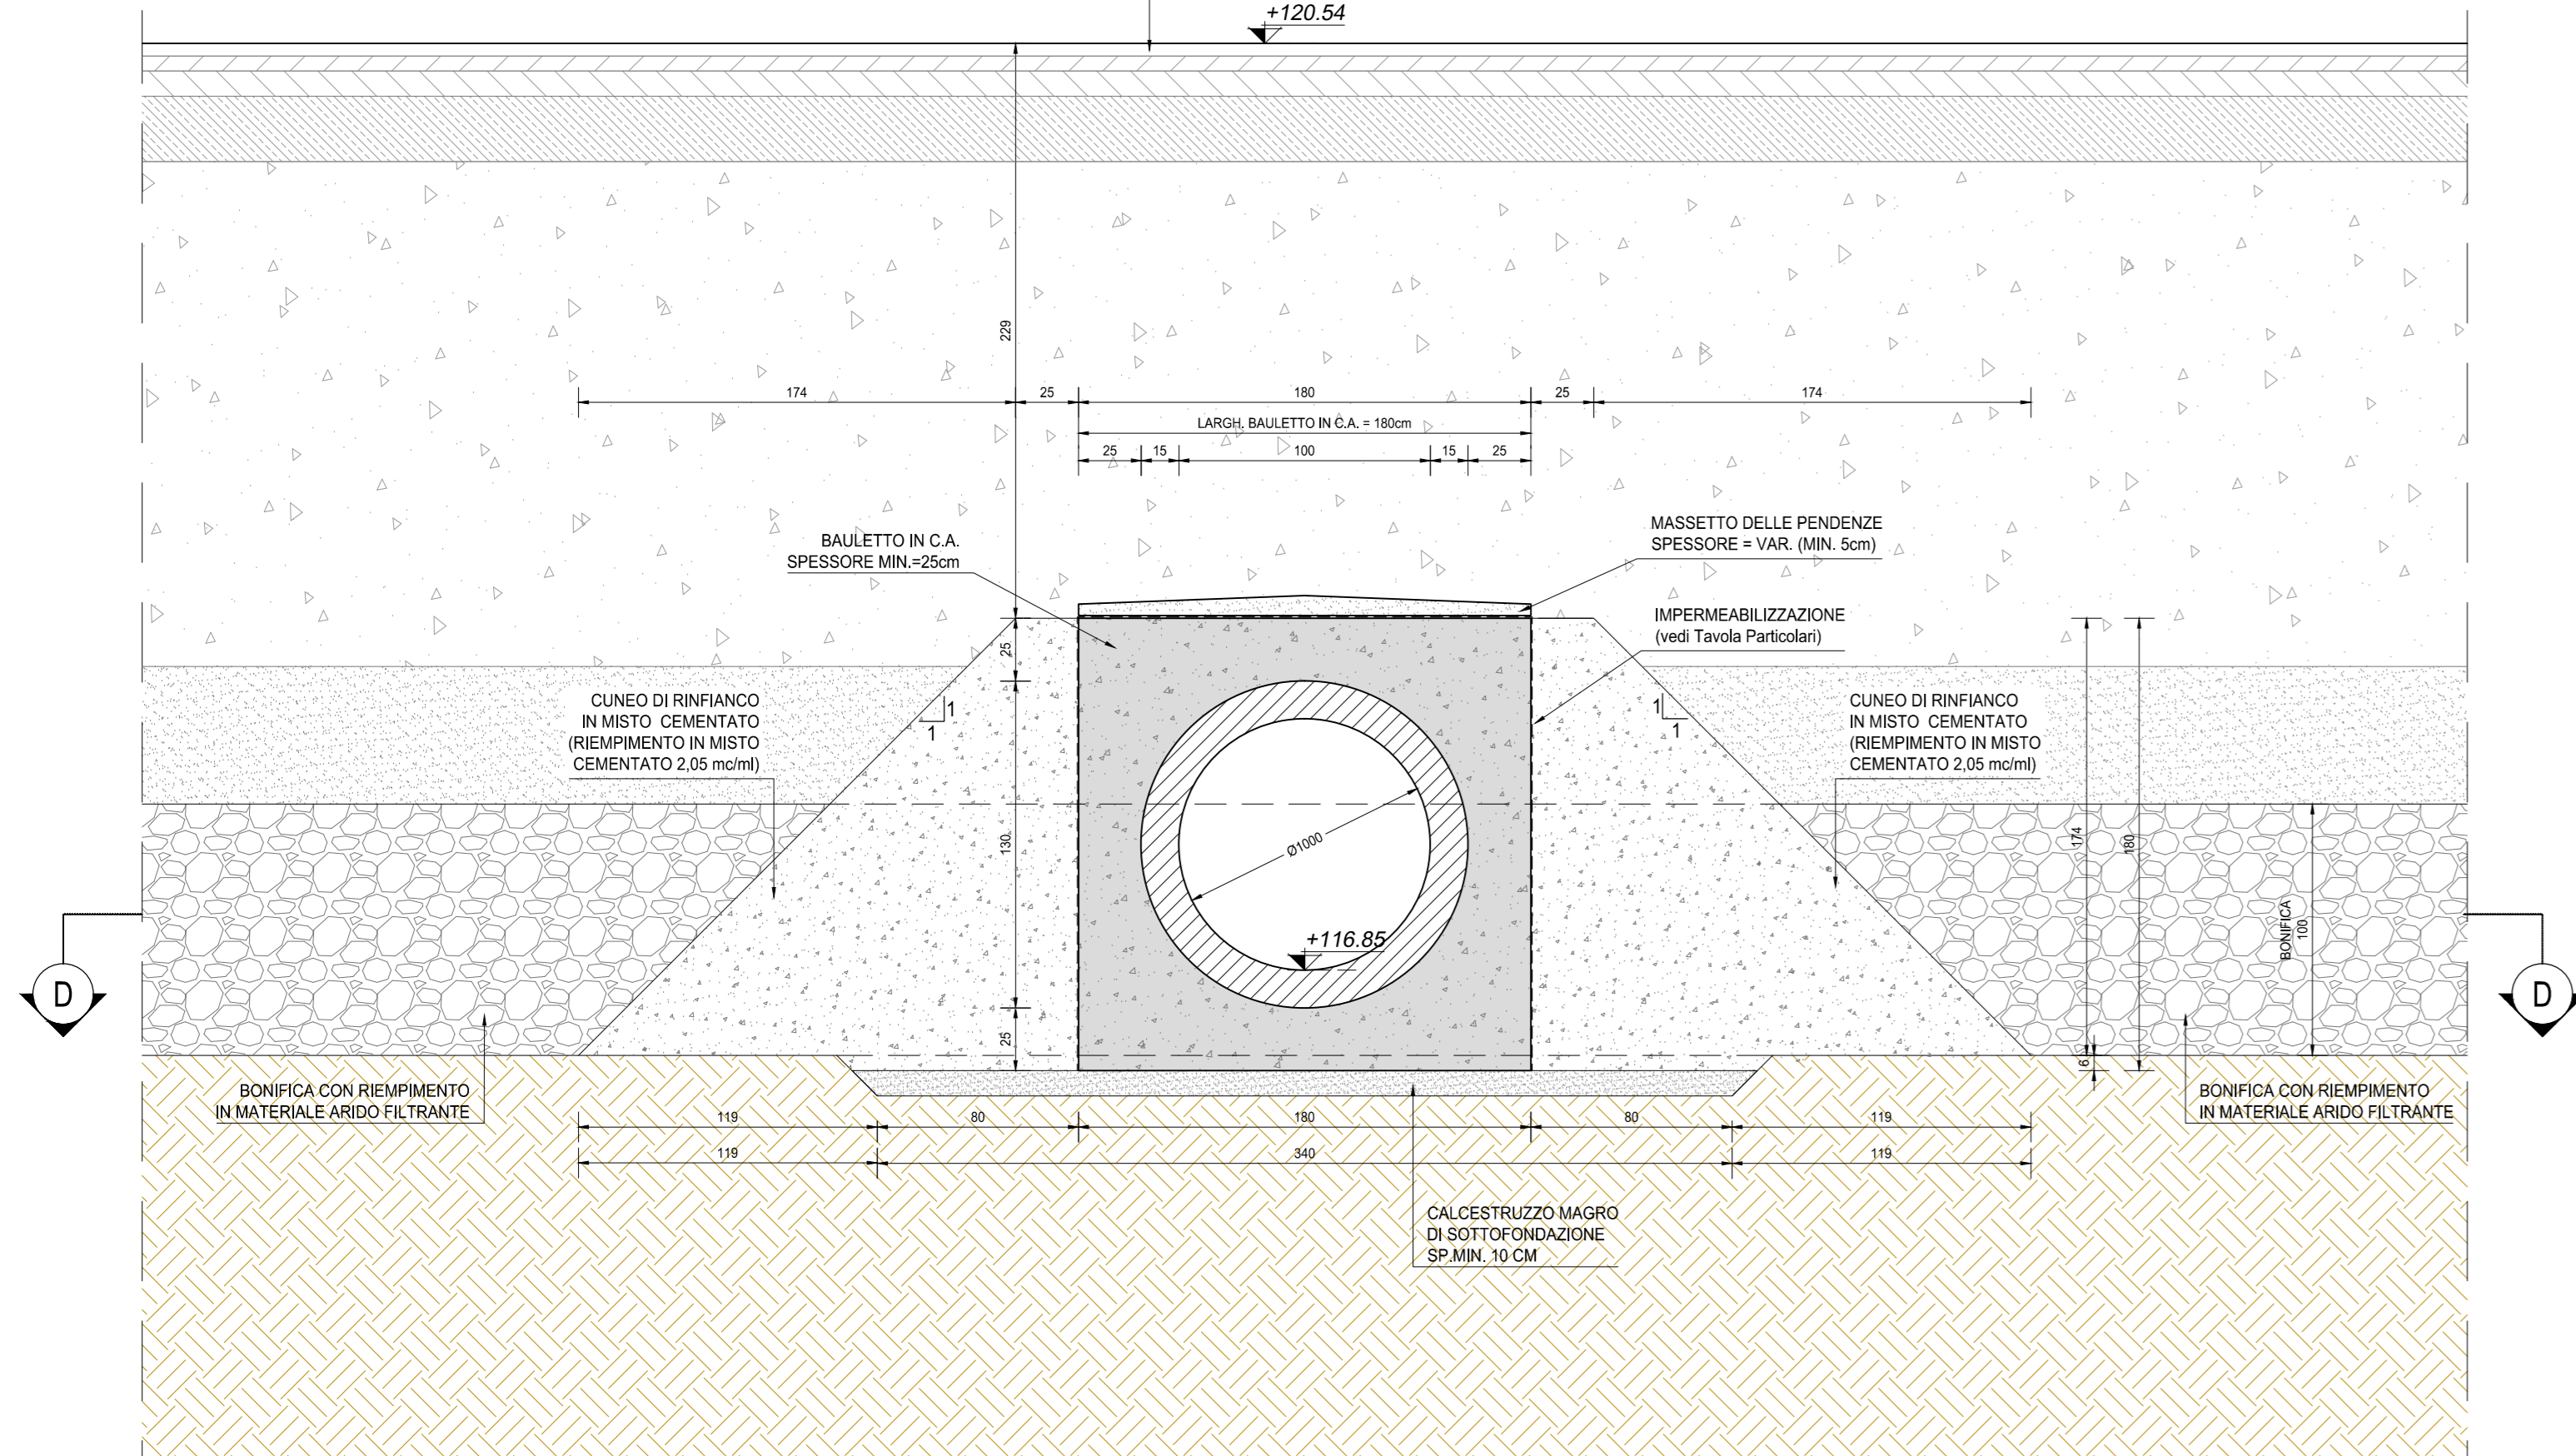 +120.54
229
174
25
180
25
174
LARGH. BAULETTO IN C.A. = 180cm
25
15
100
15
25
BAULETTO IN C.A.
SPESSORE MIN.=25cm
MASSETTO DELLE PENDENZE
SPESSORE = VAR. (MIN. 5cm)
IMPERMEABILIZZAZIONE
(vedi Tavola Particolari)
25
CUNEO DI RINFIANCO
IN MISTO CEMENTATO
(RIEMPIMENTO IN MISTO
CEMENTATO 2,05 mc/ml)
1
1
1
1
CUNEO DI RINFIANCO
IN MISTO CEMENTATO
(RIEMPIMENTO IN MISTO
CEMENTATO 2,05 mc/ml)
130
Ø1000
174
180
+116.85
BONIFICA
100
D
D
25
6
BONIFICA CON RIEMPIMENTO
IN MATERIALE ARIDO FILTRANTE
BONIFICA CON RIEMPIMENTO
IN MATERIALE ARIDO FILTRANTE
119
80
180
80
119
119
340
119
CALCESTRUZZO MAGRO
DI SOTTOFONDAZIONE
SP.MIN. 10 CM